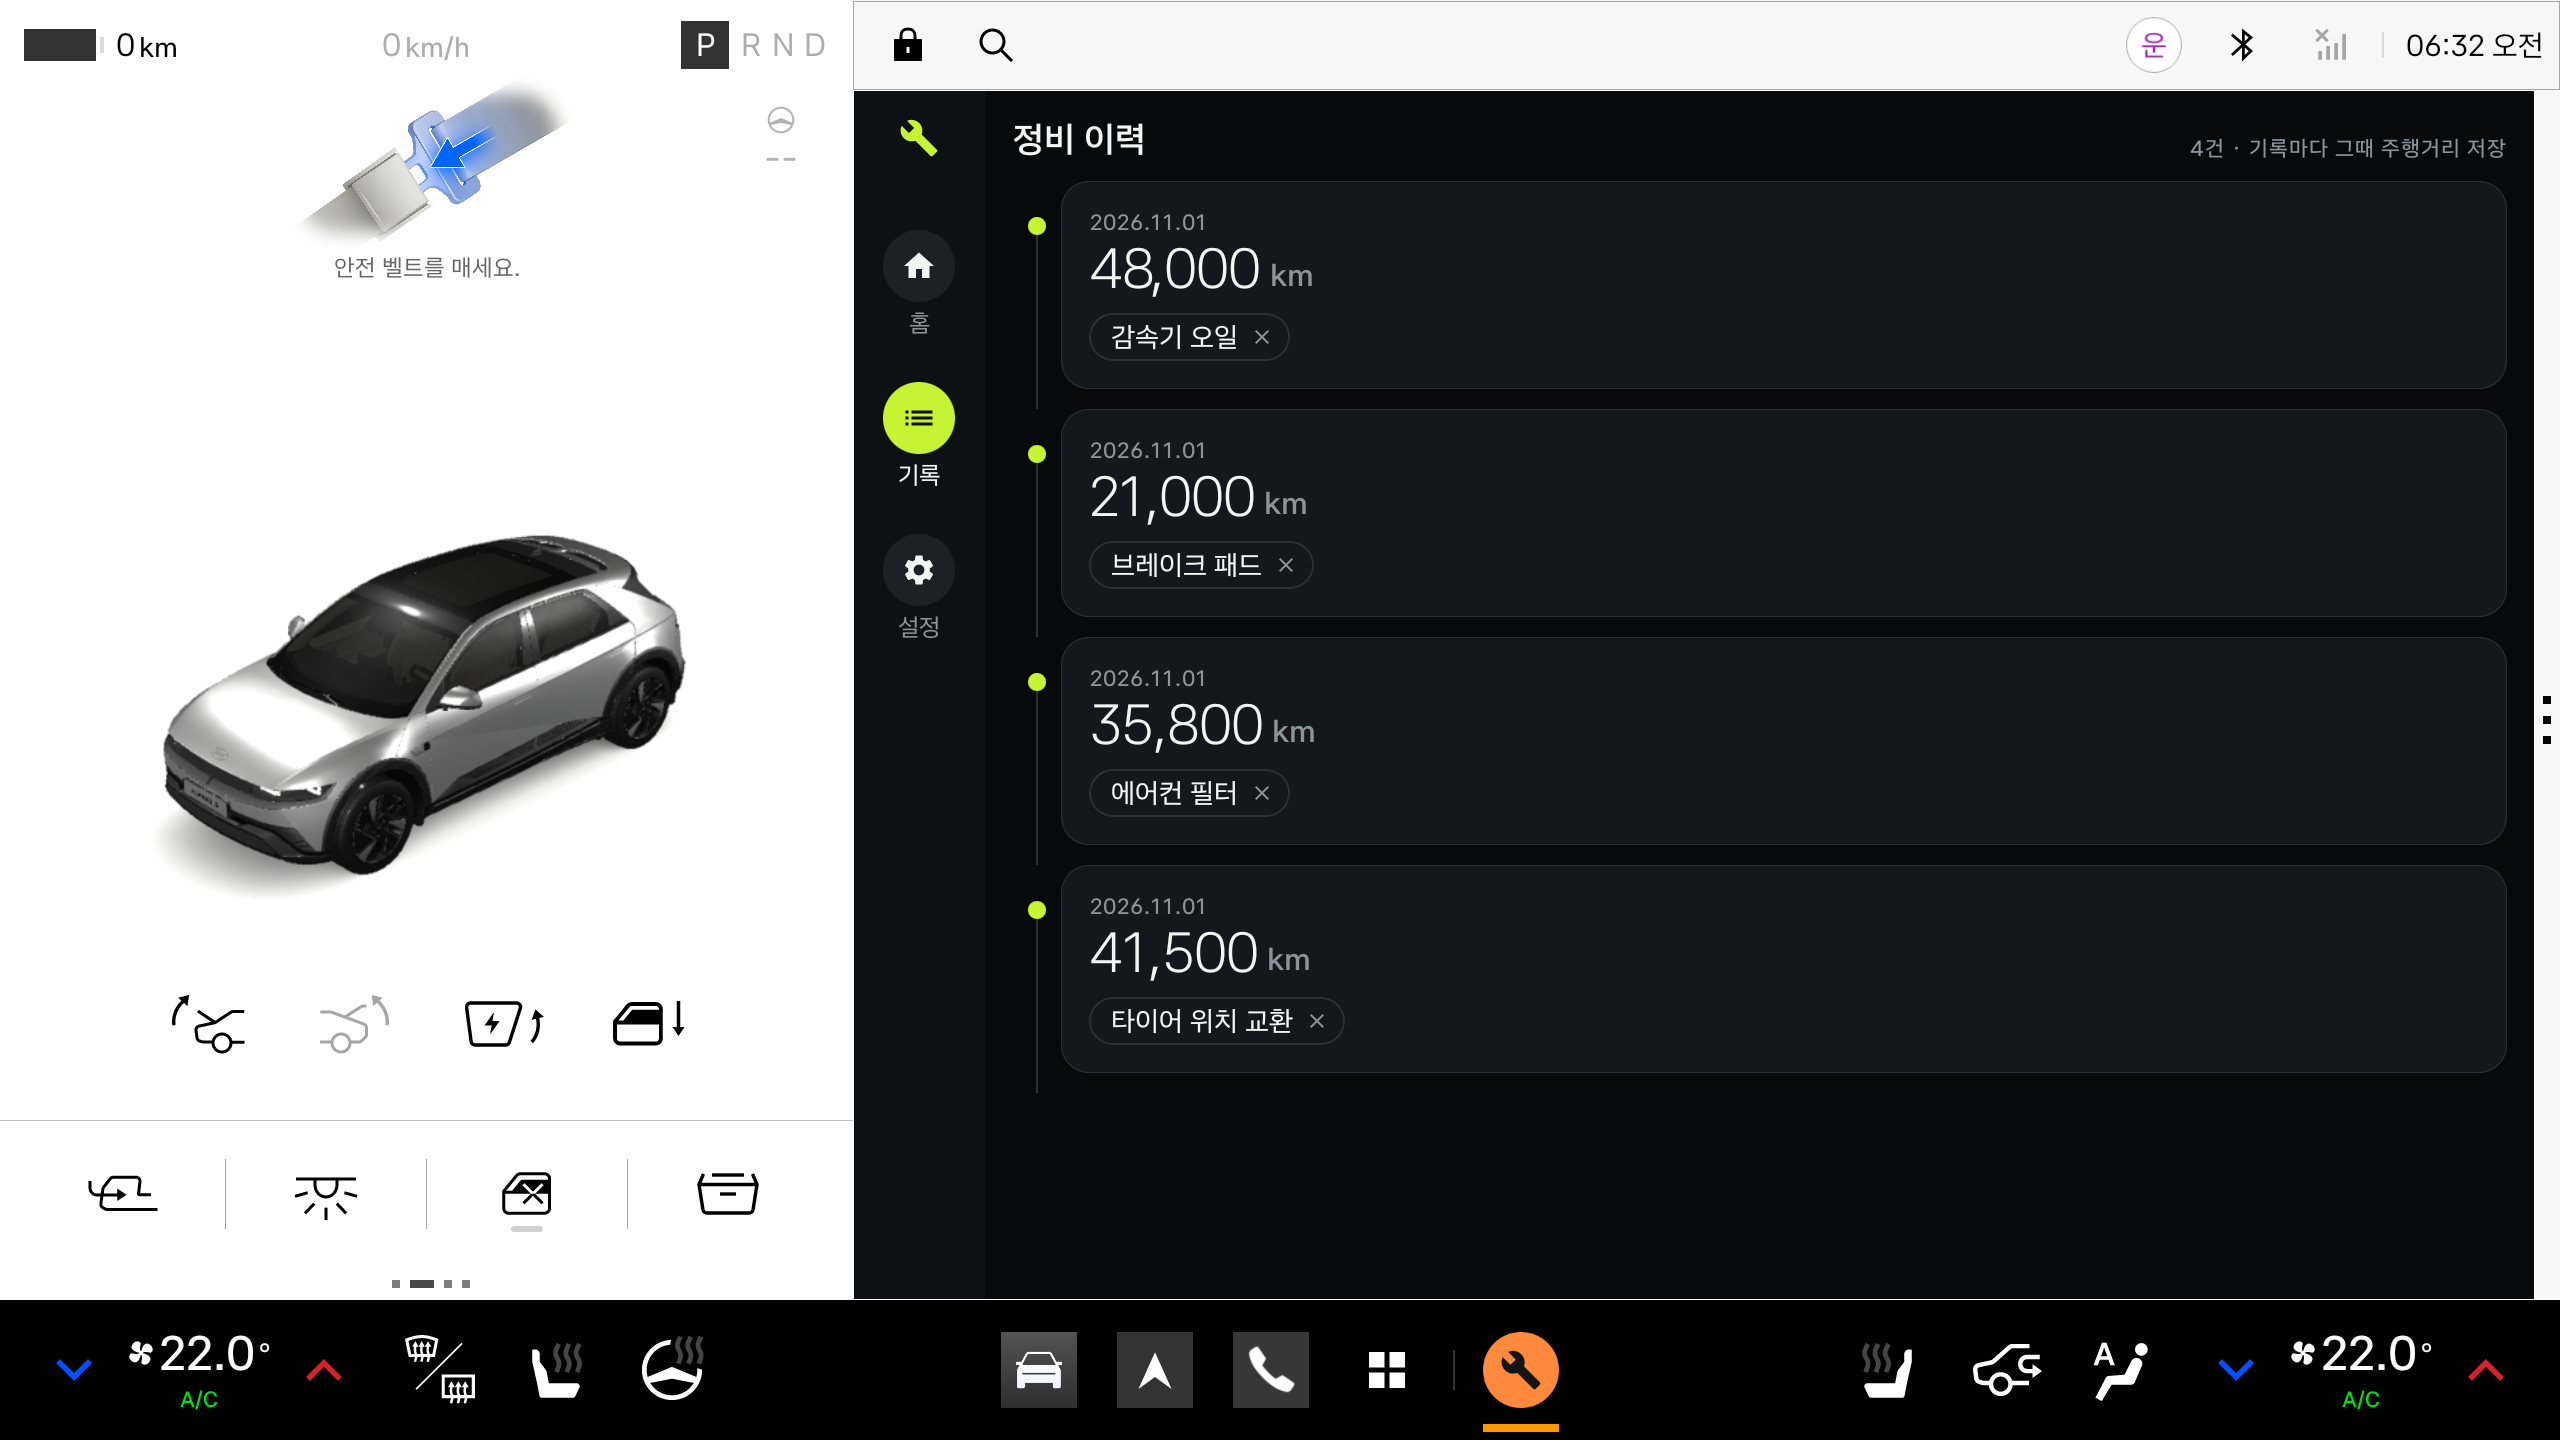 0 km
0 km/h
P R N D
안전 벨트를 매세요.
운
06:32 오전
정비 이력
4건 · 기록마다 그때 주행거리 저장
홈
기록
설정
2026.11.01
48,000 km
감속기 오일 ×
2026.11.01
21,000 km
브레이크 패드 ×
2026.11.01
35,800 km
에어컨 필터 ×
2026.11.01
41,500 km
타이어 위치 교환 ×
22.0°
A/C
A
22.0°
A/C